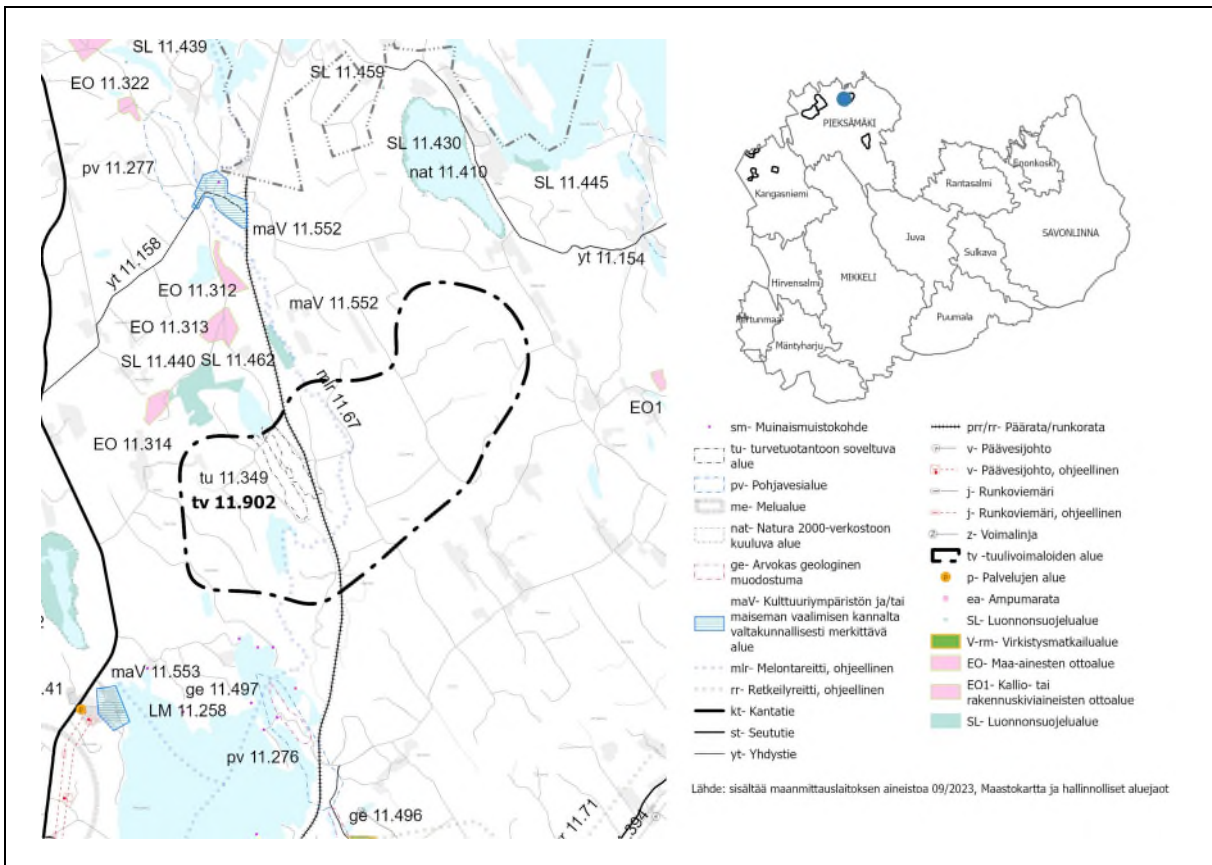 SL 11.439
EO 11.322
SL 11.459
pv 11.277
SL 11.430
nat 11.410
SL 11.445
maV 11.552
yt 11.158
yt 11.154
EO 11.312
maV 11.552
EO 11.313
SL 11.440 SL 11.462
mlr 11.67
EO1
EO 11.314
tu 11.349
tv 11.902
maV 11.553
.41
ge 11.497
LM 11.258
pv 11.276
ge 11.496
r 11.71
.394
PIEKSÄMÄKI
Kangasniemi
Rantasalmi
Enonkoski
Juva
SAVONLINNA
Sulkava
Hirvensalmi
MIKKELI
Puumala
Mäntyharju
sm- Muinaismuistokohde
tu- turvetuotantoon soveltuva
alue
pv- Pohjavesialue
me- Melualue
nat- Natura 2000-verkostoon
kuuluva alue
ge- Arvokas geologinen
muodostuma
maV- Kulttuuriympäristön ja/tai
maiseman vaalimisen kannalta
valtakunnallisesti merkittävä
alue
mlr- Melontareitti, ohjeellinen
rr- Retkeilyreitti, ohjeellinen
kt- Kantatie
st- Seututie
yt- Yhdystie
prr/rr- Päärata/runkorata
v- Päävesijohto
v- Päävesijohto, ohjeellinen
j- Runkoviemäri
j- Runkoviemäri, ohjeellinen
z- Voimalinja
tv -tuulivoimaloiden alue
p- Palvelujen alue
ea- Ampumarata
SL- Luonnonsuojelualue
V-rm- Virkistysmatkailualue
EO- Maa-ainesten ottoalue
EO1- Kallio- tai
rakennuskiviaineisten ottoalue
SL- Luonnonsuojelualue
Lähde: sisältää maanmittauslaitoksen aineistoa 09/2023, Maastokartta ja hallinnolliset aluejaot